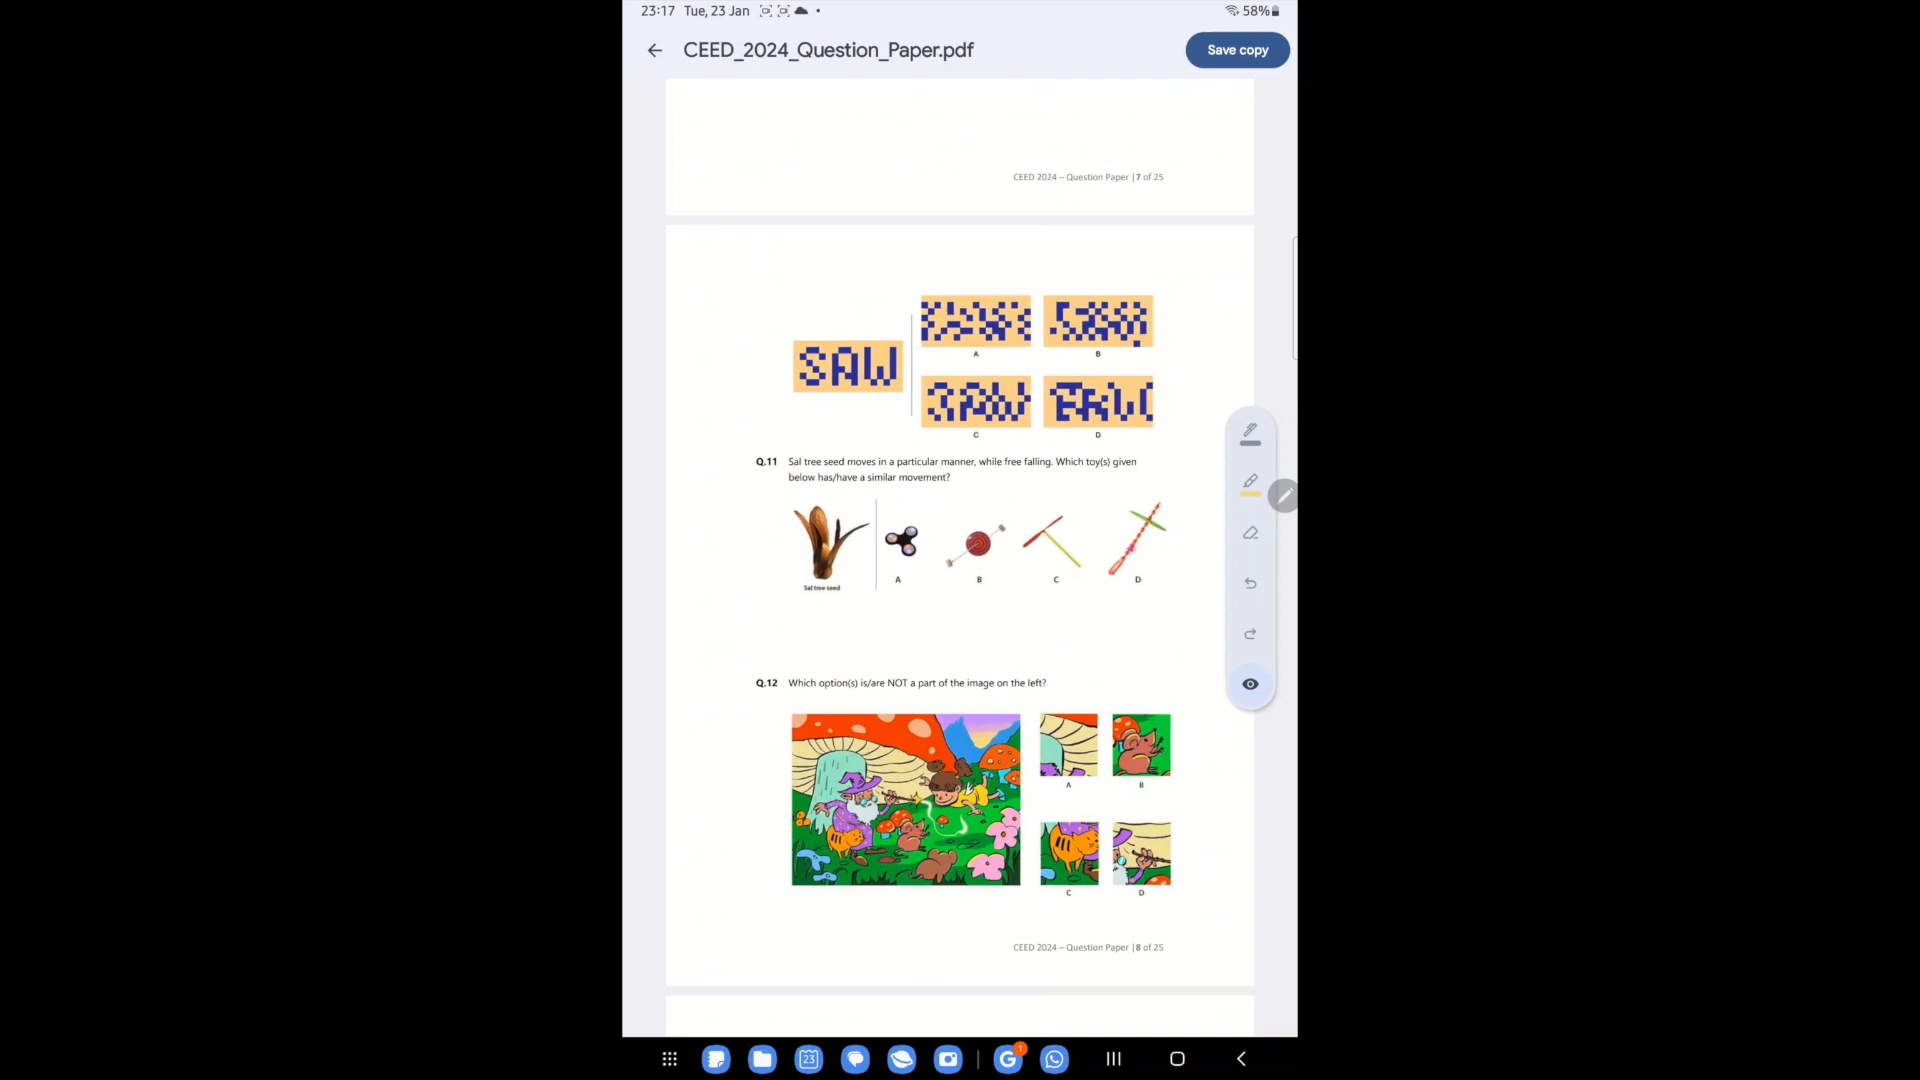 23:17 Tue, 23 Jan
58%
CEED_2024_Question_Paper.pdf
Save copy
CEED 2024 – Question Paper |7 of 25
SAW
A
B
C
D
Q.11 Sal tree seed moves in a particular manner, while free falling. Which toy(s) given
below has/have a similar movement?
Sal tree seed
A
B
C
D
Q.12 Which option(s) is/are NOT a part of the image on the left?
A
B
C
D
CEED 2024 – Question Paper |8 of 25
23
G
1